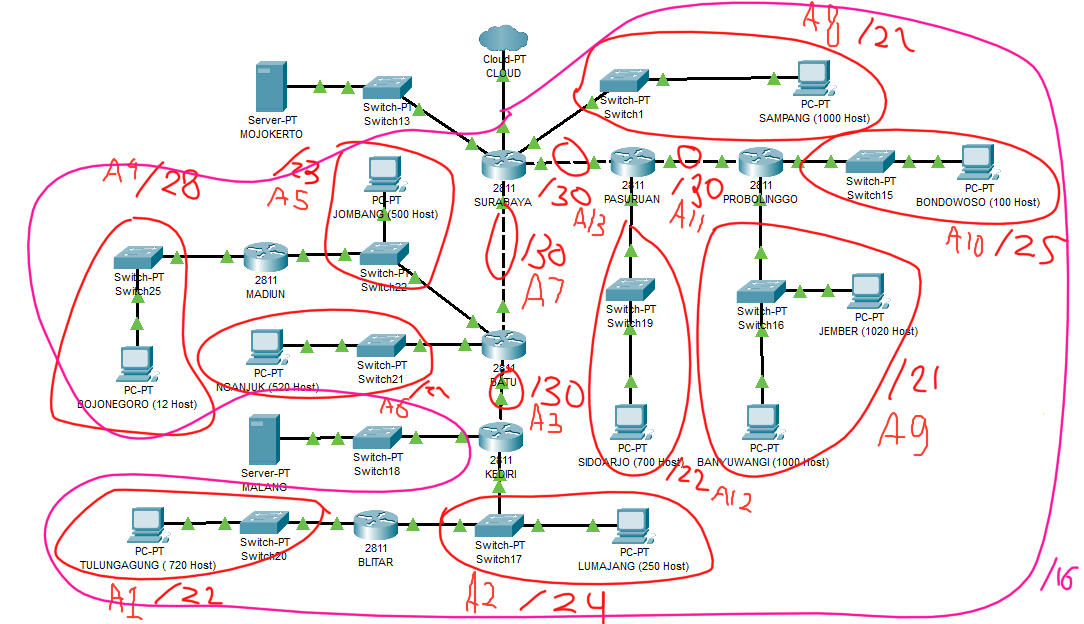 A8 /22
Cloud-PT
CLOUD
Switch-PT
Switch13
Server-PT
MOJOKERTO
Switch-PT
Switch1
PC-PT
SAMPANG (1000 Host)
A4 /28
/23
A5
PC-PT
JOMBANG (500 Host)
2811
SURABAYA
/30
A13
2811
PASURUAN
/30
A11
2811
PROBOLINGGO
Switch-PT
Switch15
PC-PT
BONDOWOSO (100 Host)
A10 /25
Switch-PT
Switch25
2811
MADIUN
Switch-PT
Switch22
/30
A7
Switch-PT
Switch19
Switch-PT
Switch16
PC-PT
JEMBER (1020 Host)
PC-PT
BOJONEGORO (12 Host)
PC-PT
NGANJUK (520 Host)
Switch-PT
Switch21
A6 /22
2811
BATU
/30
A3
/21
A9
Server-PT
MALANG
Switch-PT
Switch18
2811
KEDIRI
PC-PT
SIDOARJO (700 Host)
/22 A12
PC-PT
BANYUWANGI (1000 Host)
PC-PT
TULUNGAGUNG ( 720 Host)
Switch-PT
Switch20
2811
BLITAR
Switch-PT
Switch17
PC-PT
LUMAJANG (250 Host)
A1 /22
A2 /24
/16